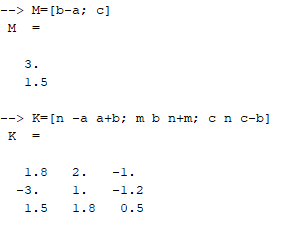 --> M=[b-a; c]
M  =

3.
1.5

--> K=[n -a a+b; m b n+m; c n c-b]
K  =

1.8   2.   -1.
-3.   1.   -1.2
1.5   1.8   0.5